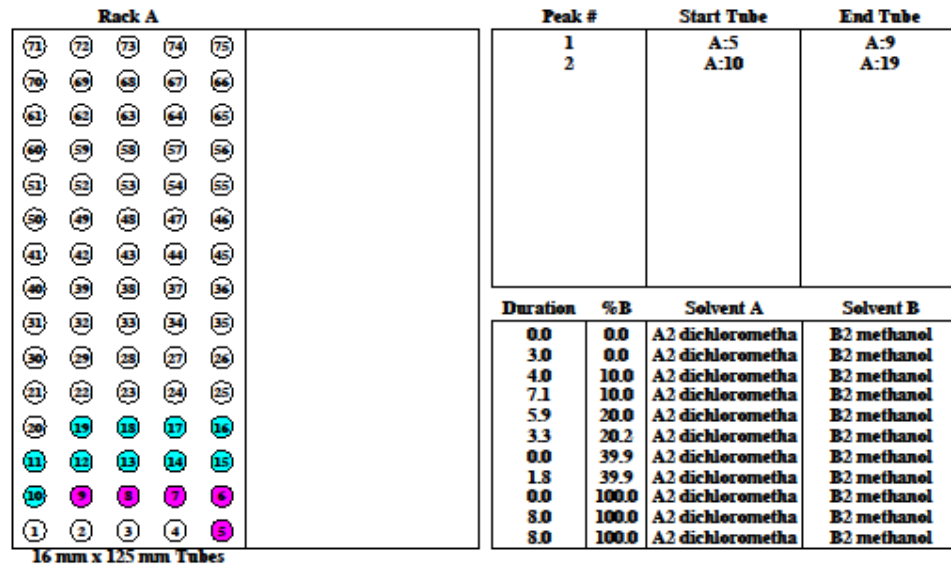 Rack A
71 72 73 74 75
70 69 68 67 66
61 62 63 64 65
60 59 58 57 56
51 52 53 54 55
50 49 48 47 46
41 42 43 44 45
40 39 38 37 36
31 32 33 34 35
30 29 28 27 26
21 22 23 24 25
20 19 18 17 16
11 12 13 14 15
10 9 8 7 6
1 2 3 4 5
16 mm x 125 mm Tubes
Peak # Start Tube End Tube
1 A:5 A:9
2 A:10 A:19
Duration %B Solvent A Solvent B
0.0 0.0 A2 dichlorometha B2 methanol
3.0 0.0 A2 dichlorometha B2 methanol
4.0 10.0 A2 dichlorometha B2 methanol
7.1 10.0 A2 dichlorometha B2 methanol
5.9 20.0 A2 dichlorometha B2 methanol
3.3 20.2 A2 dichlorometha B2 methanol
0.0 39.9 A2 dichlorometha B2 methanol
1.8 39.9 A2 dichlorometha B2 methanol
0.0 100.0 A2 dichlorometha B2 methanol
8.0 100.0 A2 dichlorometha B2 methanol
8.0 100.0 A2 dichlorometha B2 methanol